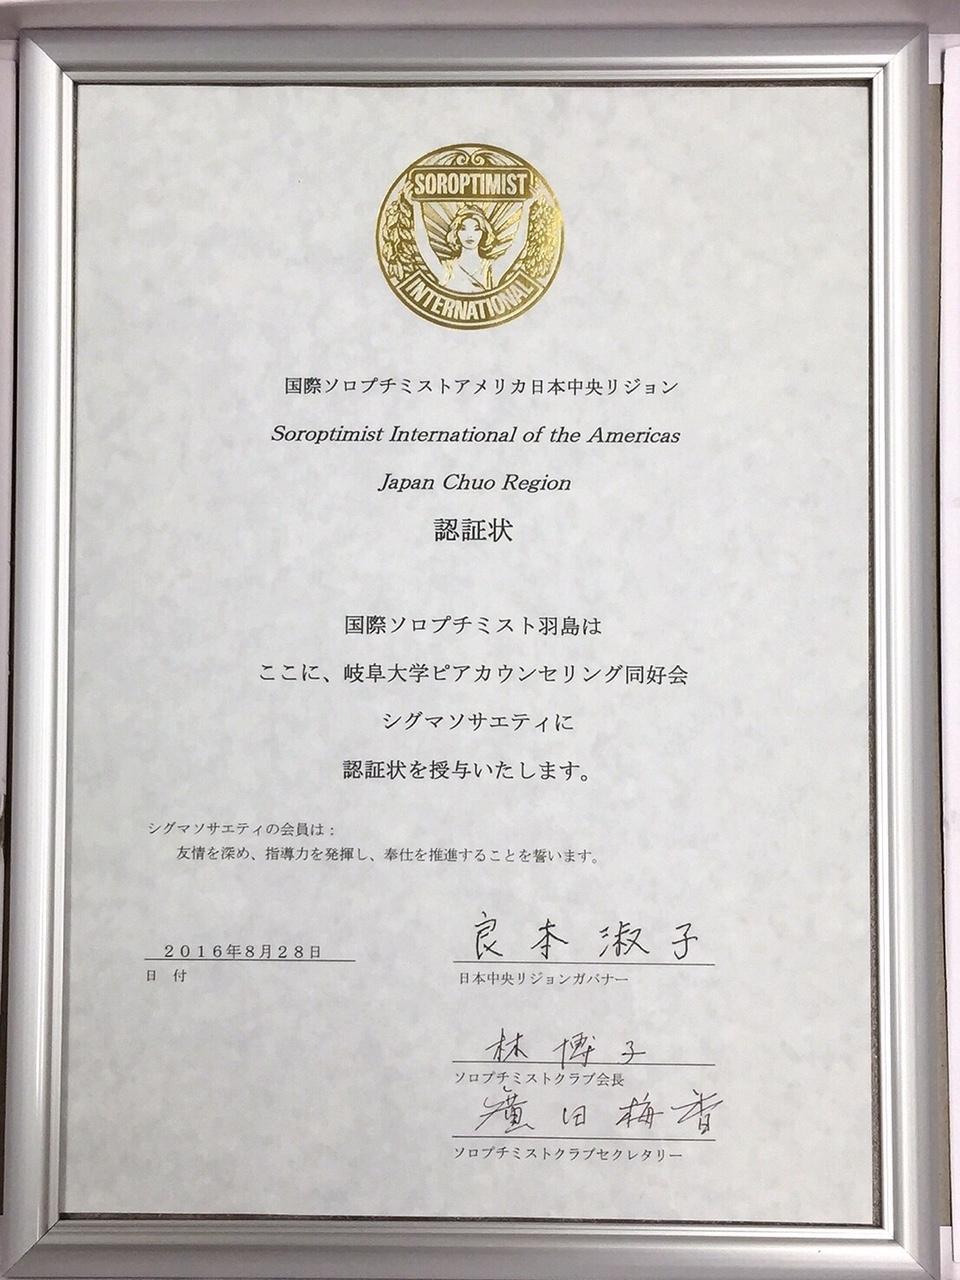 SOROPTIMIST
INTERNATIONAL
国際ソロプチミストアメリカ日本中央リジョン
Soroptimist International of the Americas
Japan Chuo Region
認証状
国際ソロプチミスト羽島は
ここに、岐阜大学ピアカウンセリング同好会
シグマソサエティに
認証状を授与いたします。
シグマソサエティの会員は：
友情を深め、指導力を発揮し、奉仕を推進することを誓います。
2016年8月28日
日 付
良本 淑子
日本中央リジョンガバナー
林 博子
ソロプチミストクラブ会長
廣田梅香
ソロプチミストクラブセクレタリー